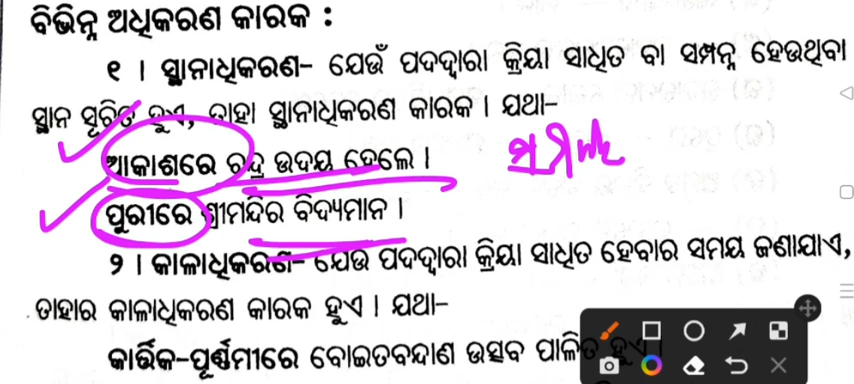 ବିଭିନ୍ନ ଅଧିକରଣ କାରକ :
୧ । ସ୍ଥାନାଧିକରଣ– ଯେଉଁ ପଦଦ୍ୱାରା କ୍ରିୟା ସାଧିତ ବା ସମ୍ପନ୍ନ ହେଉଥିବା
ସ୍ଥାନ ସୂଚିତ ହୁଏ, ତାହା ସ୍ଥାନାଧିକରଣ କାରକ । ଯଥା–
ଆକାଶରେ ଚନ୍ଦ୍ର ଉଦୟ ହେଲେ ।
ପୁରୀରେ ଶ୍ରୀମନ୍ଦିର ବିଦ୍ୟମାନ ।
୨ । କାଳାଧିକରଣ– ଯେଉଁ ପଦଦ୍ୱାରା କ୍ରିୟା ସାଧିତ ହେବାର ସମୟ ଜଣାଯାଏ,
ତାହାର କାଳାଧିକରଣ କାରକ ହୁଏ । ଯଥା–
କାର୍ତ୍ତିକ–ପୂର୍ଣ୍ଣମୀରେ ବୋଇତବନ୍ଦାଣ ଉତ୍ସବ ପାଳିତ ହୁଏ ।